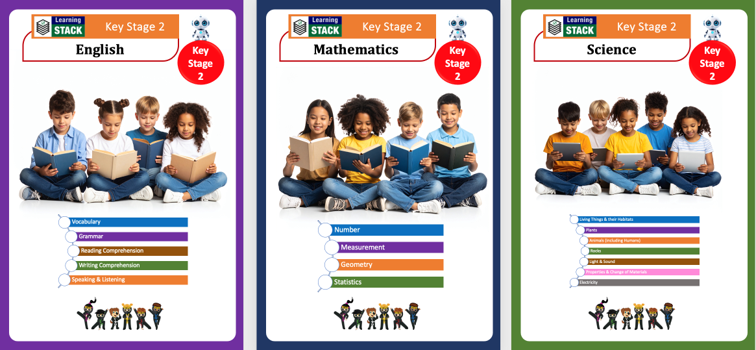 Learning
STACK
Key Stage 2
English
Key
Stage
2
Vocabulary
Grammar
Reading Comprehension
Writing Comprehension
Speaking & Listening
Learning
STACK
Key Stage 2
Mathematics
Key
Stage
2
Number
Measurement
Geometry
Statistics
Learning
STACK
Key Stage 2
Science
Key
Stage
2
Living Things & their Habitats
Plants
Animals (including Humans)
Rocks
Light & Sound
Properties & Change of Materials
Electricity